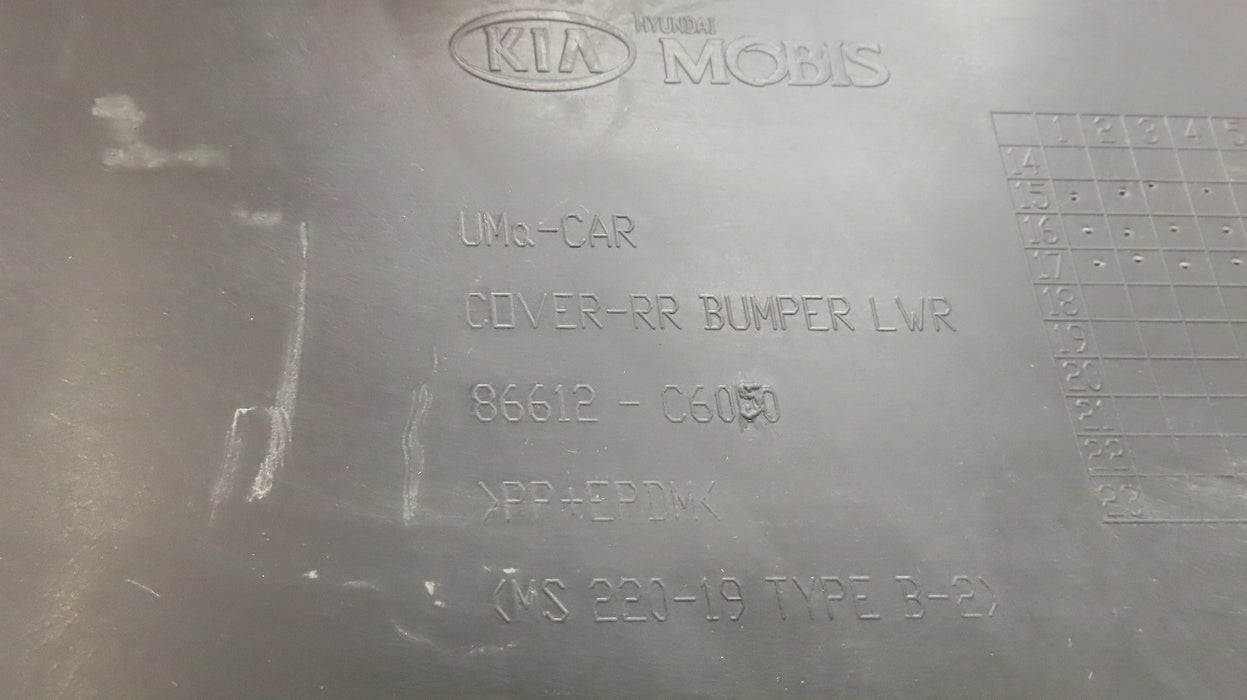 KIA HYUNDAI MOBIS
UMa-CAR
COVER-RR BUMPER LWR
86612 - C6050
>PP+EPDM<
<MS 220-19 TYPE B-2>
1 2 3 4 5
14
15
16
17
18
19
20
21
22
23